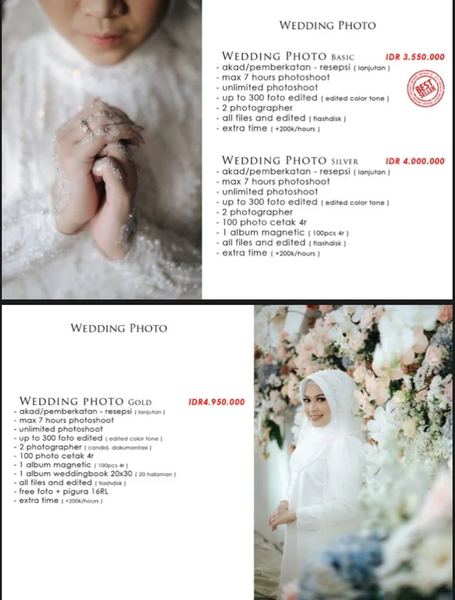 WEDDING PHOTO
WEDDING PHOTO BASIC IDR 3.550.000
- akad/pemberkatan - resepsi ( lanjutan )
- max 7 hours photoshoot
- unlimited photoshoot
- up to 300 foto edited ( edited color tone )
- 2 photographer
- all files and edited ( flashdisk )
- extra time ( +200k/hours )
BEST SELLER
WEDDING PHOTO SILVER IDR 4.000.000
- akad/pemberkatan - resepsi ( lanjutan )
- max 7 hours photoshoot
- unlimited photoshoot
- up to 300 foto edited ( edited color tone )
- 2 photographer
- 100 photo cetak 4r
- 1 album magnetic ( 100pcs 4r )
- all files and edited ( flashdisk )
- extra time ( +200k/hours )
WEDDING PHOTO
WEDDING PHOTO GOLD IDR4.950.000
- akad/pemberkatan - resepsi ( lanjutan )
- max 7 hours photoshoot
- unlimited photoshoot
- up to 300 foto edited ( edited color tone )
- 2 photographer ( candid, dokumentasi )
- 100 photo cetak 4r
- 1 album magnetic ( 100pcs 4r )
- 1 album weddingbook 20x30 ( 20 halaman )
- all files and edited ( flashdisk )
- free foto + pigura 16RL
- extra time ( +200k/hours )